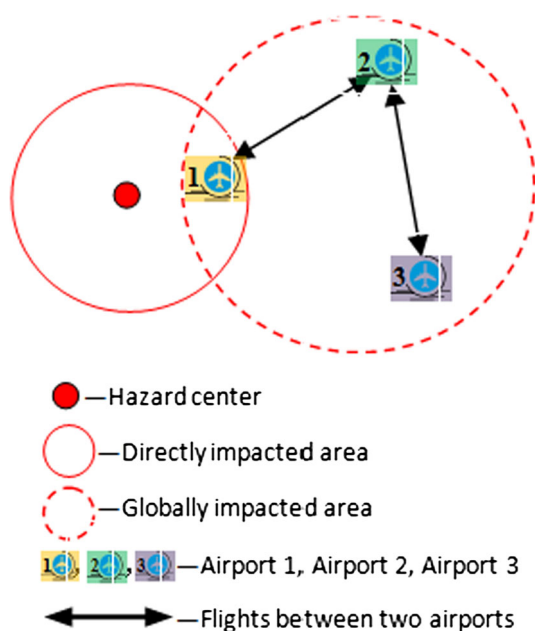 2
1
3
—Hazard center
—Directly impacted area
—Globally impacted area
1, 2, 3—Airport 1, Airport 2, Airport 3
—Flights between two airports